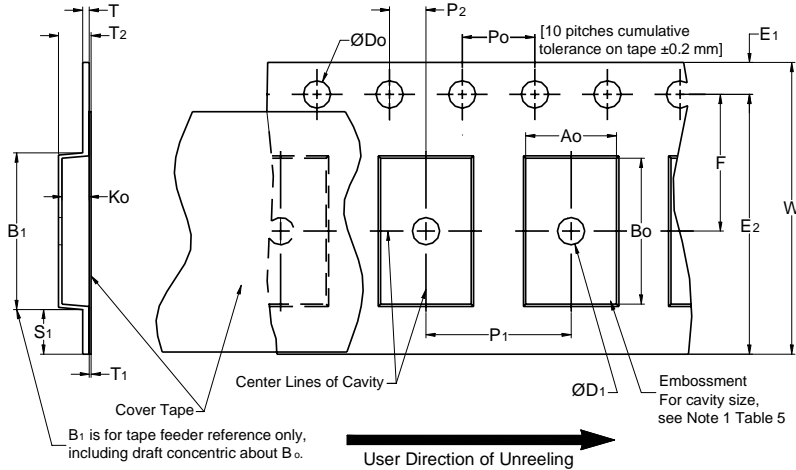 T
T2
P2
ØDo
Po
[10 pitches cumulative
tolerance on tape ±0.2 mm]
E1
Ao
F
W
Ko
B1
Bo
E2
S1
P1
T1
Center Lines of Cavity
ØD1
Embossment
For cavity size,
see Note 1 Table 5
Cover Tape
B1 is for tape feeder reference only,
including draft concentric about Bo.
User Direction of Unreeling